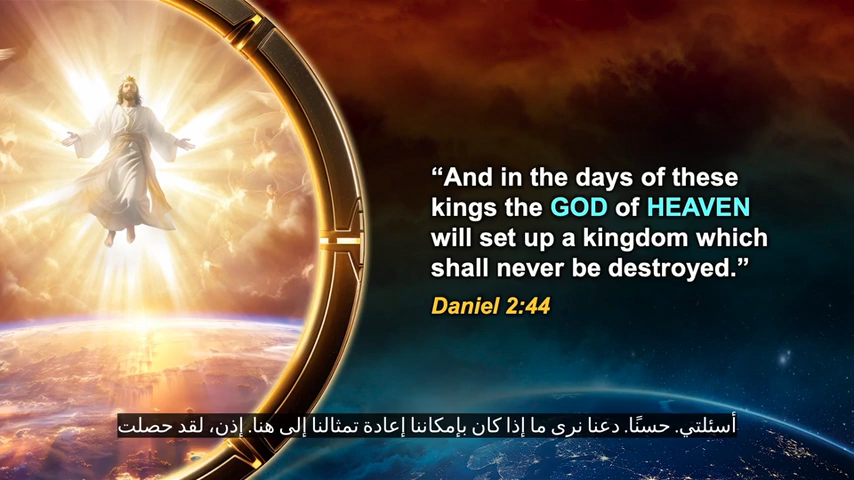 “And in the days of these
kings the GOD of HEAVEN
will set up a kingdom which
shall never be destroyed.”
Daniel 2:44
أسئلتي. حسنًا. دعنا نرى ما إذا كان بإمكاننا إعادة تمثالنا إلى هنا. إذن، لقد حصلت